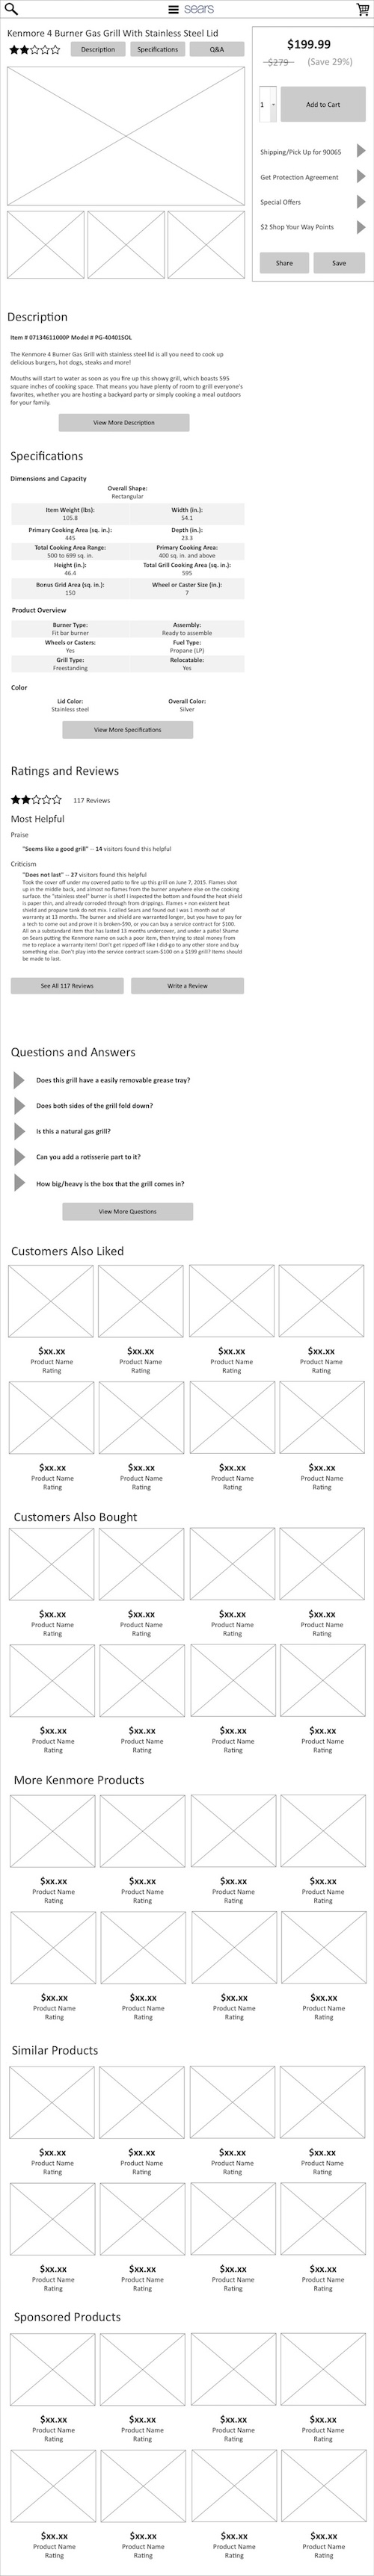 sears
Kenmore 4 Burner Gas Grill With Stainless Steel Lid
Description
Specifications
Q&A
$199.99
$279
(Save 29%)
1
Add to Cart
Shipping/Pick Up for 90065
Get Protection Agreement
Special Offers
$2 Shop Your Way Points
Share
Save
Description
Item # 07134611000P Model # PG-40401SOL
The Kenmore 4 Burner Gas Grill with stainless steel lid is all you need to cook up
delicious burgers, hot dogs, steaks and more!
Mouths will start to water as soon as you fire up this showy grill, which boasts 595
square inches of cooking space. That means you have plenty of room to grill everyone's
favorites, whether you are hosting a backyard party or simply cooking a meal outdoors
for your family.
View More Description
Specifications
Dimensions and Capacity
Overall Shape:
Rectangular
Item Weight (lbs): Width (in.):
105.8 54.1
Primary Cooking Area (sq. in.): Depth (in.):
445 23.3
Total Cooking Area Range: Primary Cooking Area:
500 to 699 sq. in. 400 sq. in. and above
Height (in.): Total Grill Cooking Area (sq. in.):
46.4 595
Bonus Grid Area (sq. in.): Wheel or Caster Size (in.):
150 7
Product Overview
Burner Type: Assembly:
Fit bar burner Ready to assemble
Wheels or Casters: Fuel Type:
Yes Propane (LP)
Grill Type: Relocatable:
Freestanding Yes
Color
Lid Color: Overall Color:
Stainless steel Silver
View More Specifications
Ratings and Reviews
117 Reviews
Most Helpful
Praise
"Seems like a good grill" -- 14 visitors found this helpful
Criticism
"Does not last" -- 27 visitors found this helpful
Took the cover off under my covered patio to fire up this grill on June 7, 2015. Flames shot
up in the middle back, and almost no flames from the burner anywhere else on the cooking
surface. the "stainless steel" burner is shot! I inspected the bottom and found the heat shield
is paper thin, and already corroded through from drippings. Flames + non existent heat
shield and propane tank do not mix. I called Sears and found out I was 1 month out of
warranty at 13 months. The burner and shield are warranted longer, but you have to pay for
a tech to come out and prove it is broken-$90, or you can buy a service contract for $100.
All on a substandard item that has lasted 13 months undercover, and under a patio! Shame
on Sears putting the Kenmore name on such a poor item, then trying to steal money from
me to replace a warranty item! Don't get ripped off like I did go to any other store and buy
something else. Don't play into the service contract scam-$100 on a $199 grill? Items should
be made to last.
See All 117 Reviews
Write a Review
Questions and Answers
Does this grill have a easily removable grease tray?
Does both sides of the grill fold down?
Is this a natural gas grill?
Can you add a rotisserie part to it?
How big/heavy is the box that the grill comes in?
View More Questions
Customers Also Liked
$xx.xx $xx.xx $xx.xx $xx.xx
Product Name Product Name Product Name Product Name
Rating Rating Rating Rating
$xx.xx $xx.xx $xx.xx $xx.xx
Product Name Product Name Product Name Product Name
Rating Rating Rating Rating
Customers Also Bought
$xx.xx $xx.xx $xx.xx $xx.xx
Product Name Product Name Product Name Product Name
Rating Rating Rating Rating
$xx.xx $xx.xx $xx.xx $xx.xx
Product Name Product Name Product Name Product Name
Rating Rating Rating Rating
More Kenmore Products
$xx.xx $xx.xx $xx.xx $xx.xx
Product Name Product Name Product Name Product Name
Rating Rating Rating Rating
$xx.xx $xx.xx $xx.xx $xx.xx
Product Name Product Name Product Name Product Name
Rating Rating Rating Rating
Similar Products
$xx.xx $xx.xx $xx.xx $xx.xx
Product Name Product Name Product Name Product Name
Rating Rating Rating Rating
$xx.xx $xx.xx $xx.xx $xx.xx
Product Name Product Name Product Name Product Name
Rating Rating Rating Rating
Sponsored Products
$xx.xx $xx.xx $xx.xx $xx.xx
Product Name Product Name Product Name Product Name
Rating Rating Rating Rating
$xx.xx $xx.xx $xx.xx $xx.xx
Product Name Product Name Product Name Product Name
Rating Rating Rating Rating